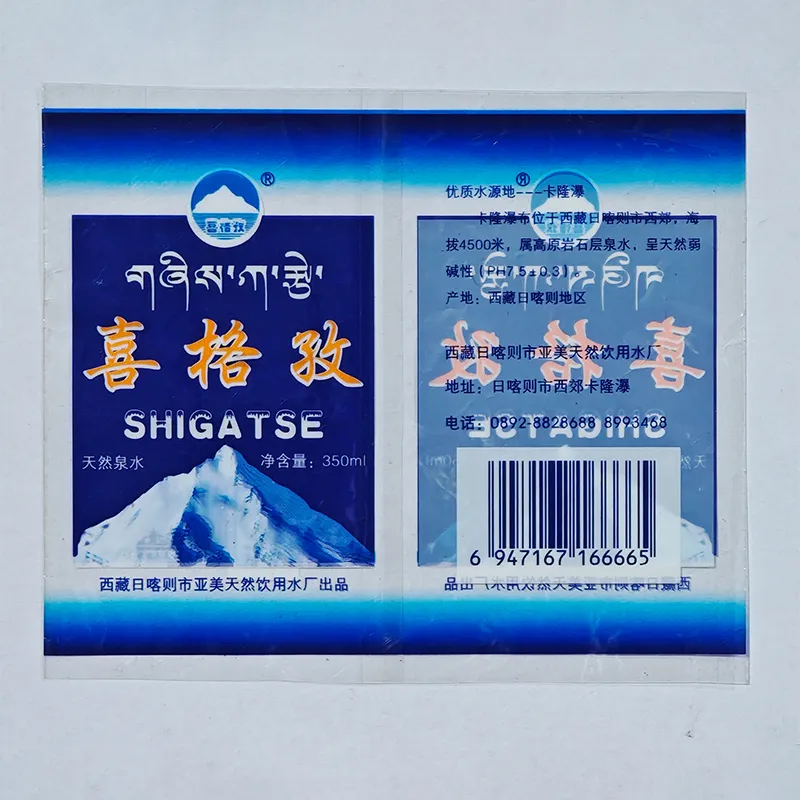 ®
喜格孜
གཞིས་ཀ་རྩེ་
喜格孜
SHIGATSE
天然泉水
净含量：350ml
西藏日喀则市亚美天然饮用水厂出品
优质水源地---卡隆瀑
卡隆瀑布位于西藏日喀则市西郊，海
拔4500米，属高原岩石层泉水，呈天然弱
碱性（PH7.5±0.3）。
产地：西藏日喀则地区
西藏日喀则市亚美天然饮用水厂
地址：日喀则市西郊卡隆瀑
电话：0892-8828688 8993468
6 947167 166665